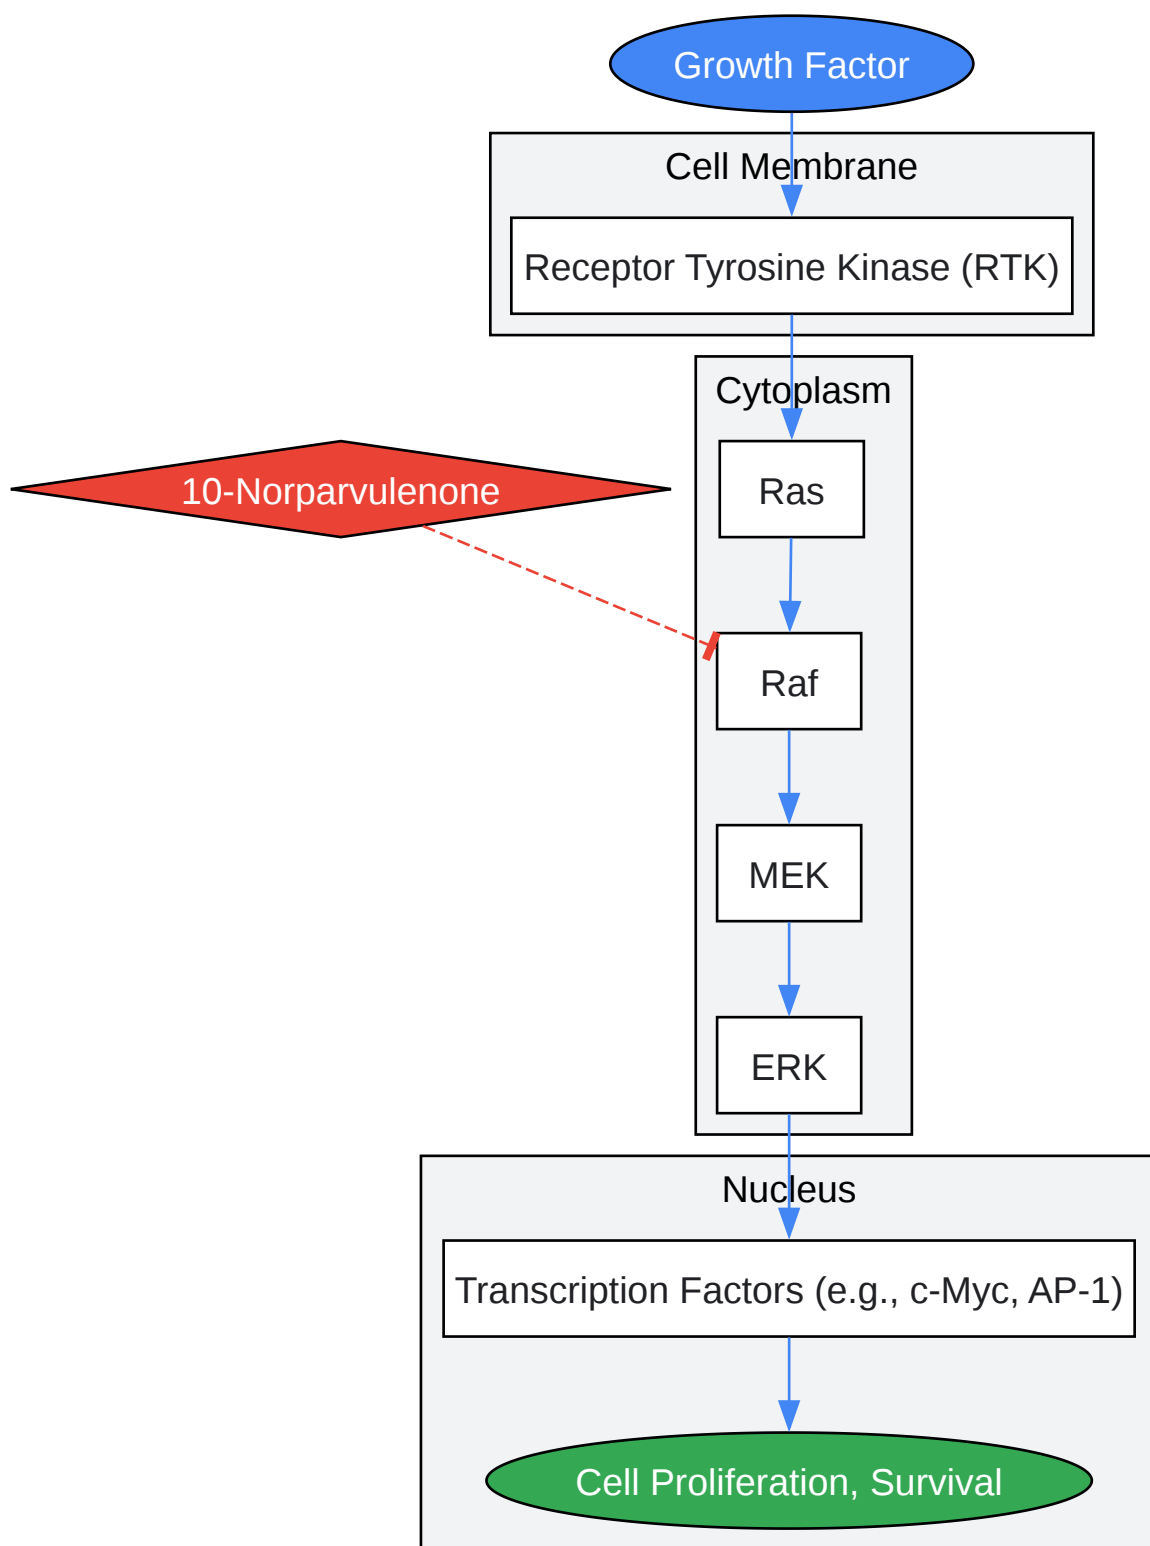 Growth Factor
Cell Membrane
Receptor Tyrosine Kinase (RTK)
Cytoplasm
10-Norparvulenone
Ras
Raf
MEK
ERK
Nucleus
Transcription Factors (e.g., c-Myc, AP-1)
Cell Proliferation, Survival